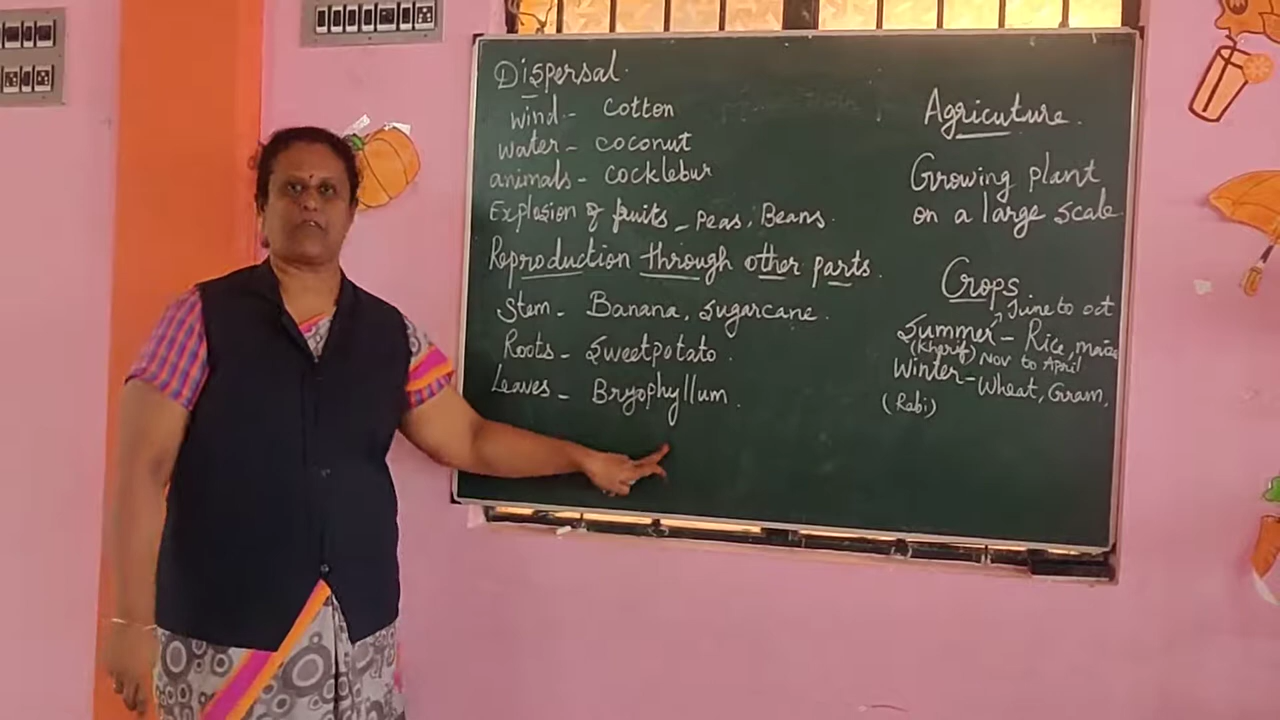 Dispersal.
wind - cotton
water - coconut
animals - cocklebur
Explosion of fruits - peas, Beans.
Reproduction through other parts.
Stem - Banana, sugarcane.
Roots - Sweetpotato.
Leaves - Bryophyllum.
Agricuture.
Growing plant
on a large scale.
Crops
June to oct
Summer - Rice, maize
(Kherif) Nov to April
Winter - Wheat, Gram,
(Rabi)